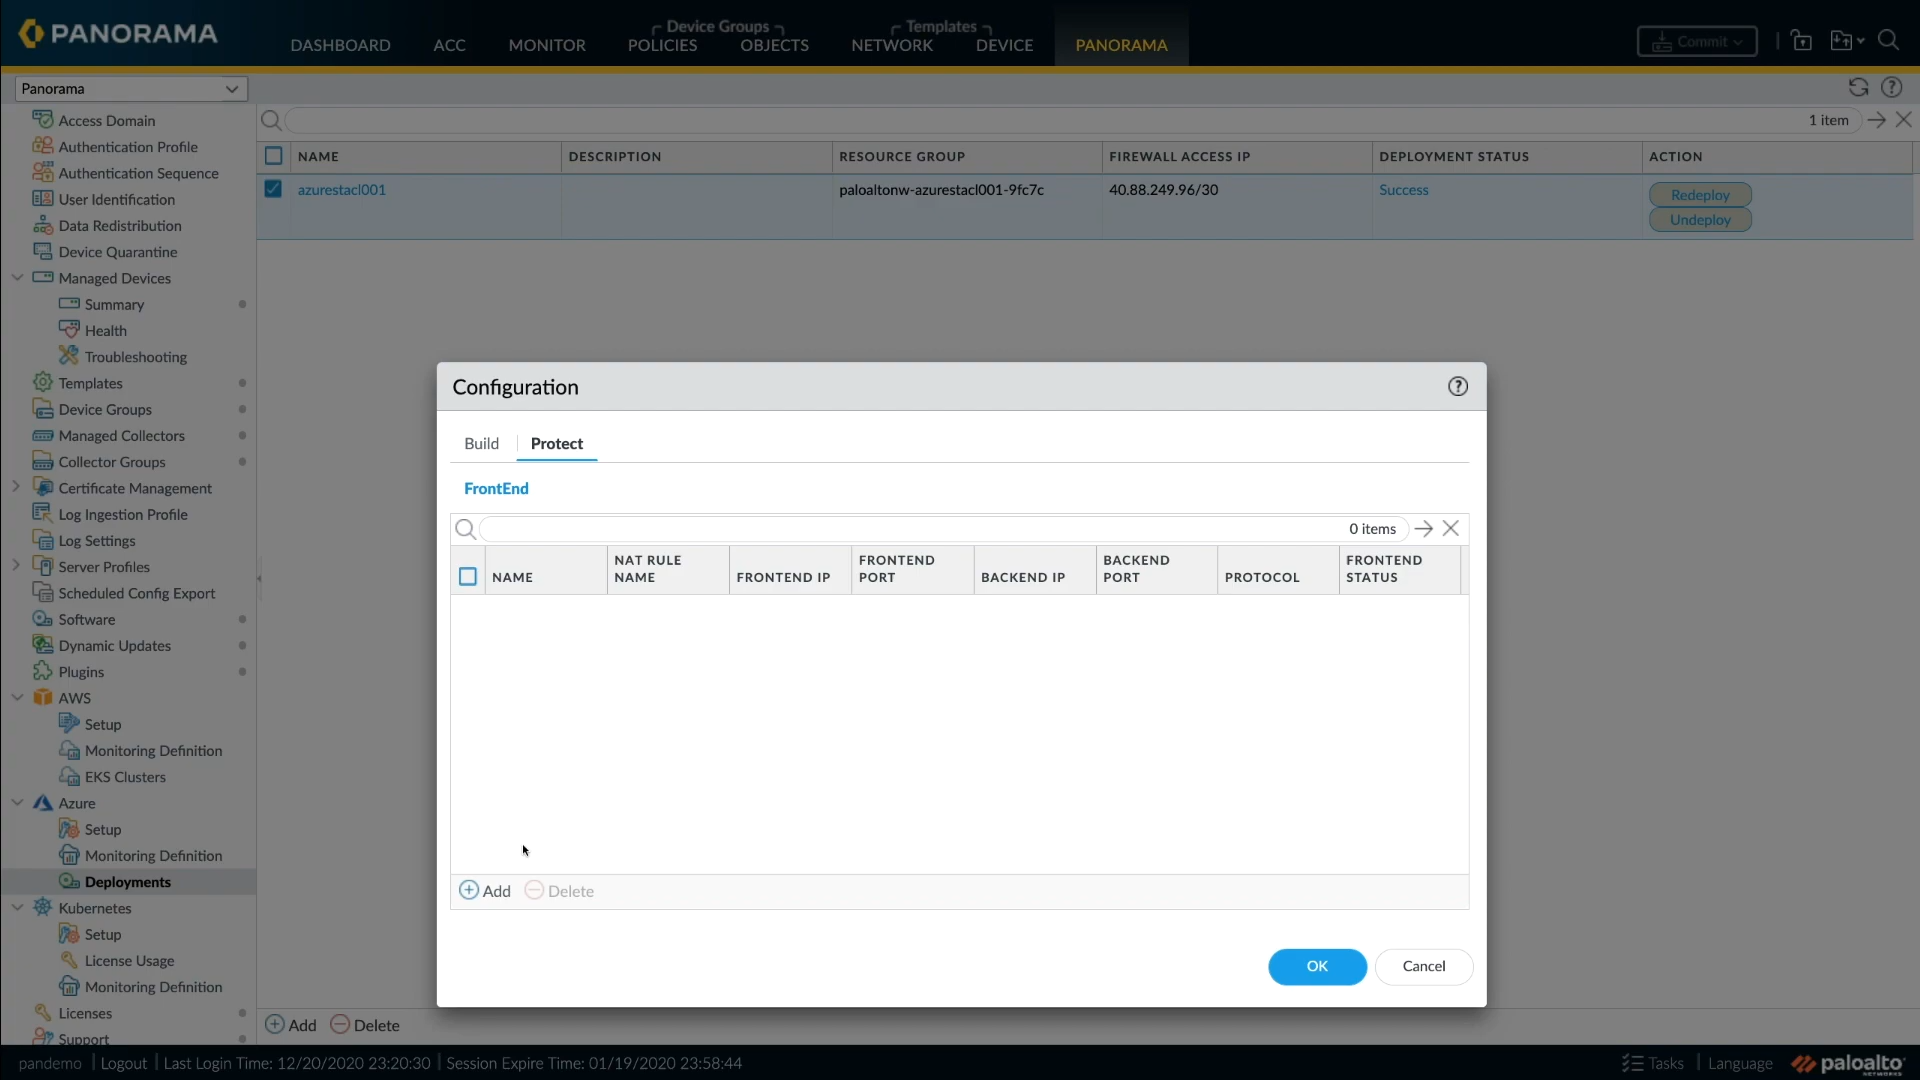 PANORAMA
Device Groups
Templates
DASHBOARD
ACC
MONITOR
POLICIES
OBJECTS
NETWORK
DEVICE
PANORAMA
Commit
Panorama
Access Domain
Authentication Profile
Authentication Sequence
User Identification
Data Redistribution
Device Quarantine
Managed Devices
Summary
Health
Troubleshooting
Templates
Device Groups
Managed Collectors
Collector Groups
Certificate Management
Log Ingestion Profile
Log Settings
Server Profiles
Scheduled Config Export
Software
Dynamic Updates
Plugins
AWS
Setup
Monitoring Definition
EKS Clusters
Azure
Setup
Monitoring Definition
Deployments
Kubernetes
Setup
License Usage
Monitoring Definition
Licenses
Support
1 item
NAME DESCRIPTION RESOURCE GROUP FIREWALL ACCESS IP DEPLOYMENT STATUS ACTION
azurestacl001 paloaltonw-azurestacl001-9fc7c 40.88.249.96/30 Success Redeploy
Undeploy
Configuration
Build Protect
FrontEnd
0 items
NAME
NAT RULE
NAME
FRONTEND IP
FRONTEND
PORT
BACKEND IP
BACKEND
PORT
PROTOCOL
FRONTEND
STATUS
Add Delete
OK Cancel
Add Delete
pandemo Logout Last Login Time: 12/20/2020 23:20:30 Session Expire Time: 01/19/2020 23:58:44
Tasks Language paloalto
NETWORKS